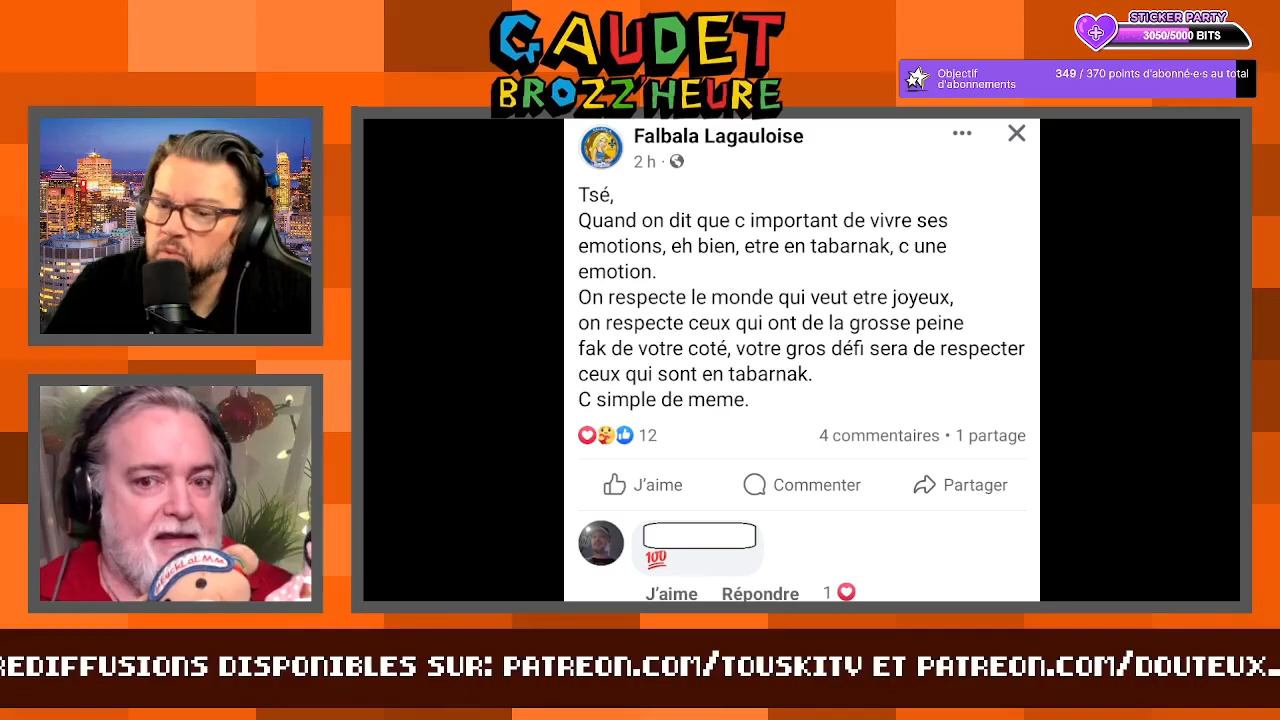 GAUDET
BROZZ'HEURE
STICKER PARTY
3050/5000 BITS
Objectif
d'abonnements
349 / 370 points d'abonné·e·s au total
Falbala Lagauloise
2 h ·
Tsé,
Quand on dit que c important de vivre ses
emotions, eh bien, etre en tabarnak, c une
emotion.
On respecte le monde qui veut etre joyeux,
on respecte ceux qui ont de la grosse peine
fak de votre coté, votre gros défi sera de respecter
ceux qui sont en tabarnak.
C simple de meme.
12
4 commentaires • 1 partage
J'aime
Commenter
Partager
100
J'aime Répondre 1
REDIFFUSIONS DISPONIBLES SUR: PATREON.COM/TOUSKITV ET PATREON.COM/DOUTEUX.